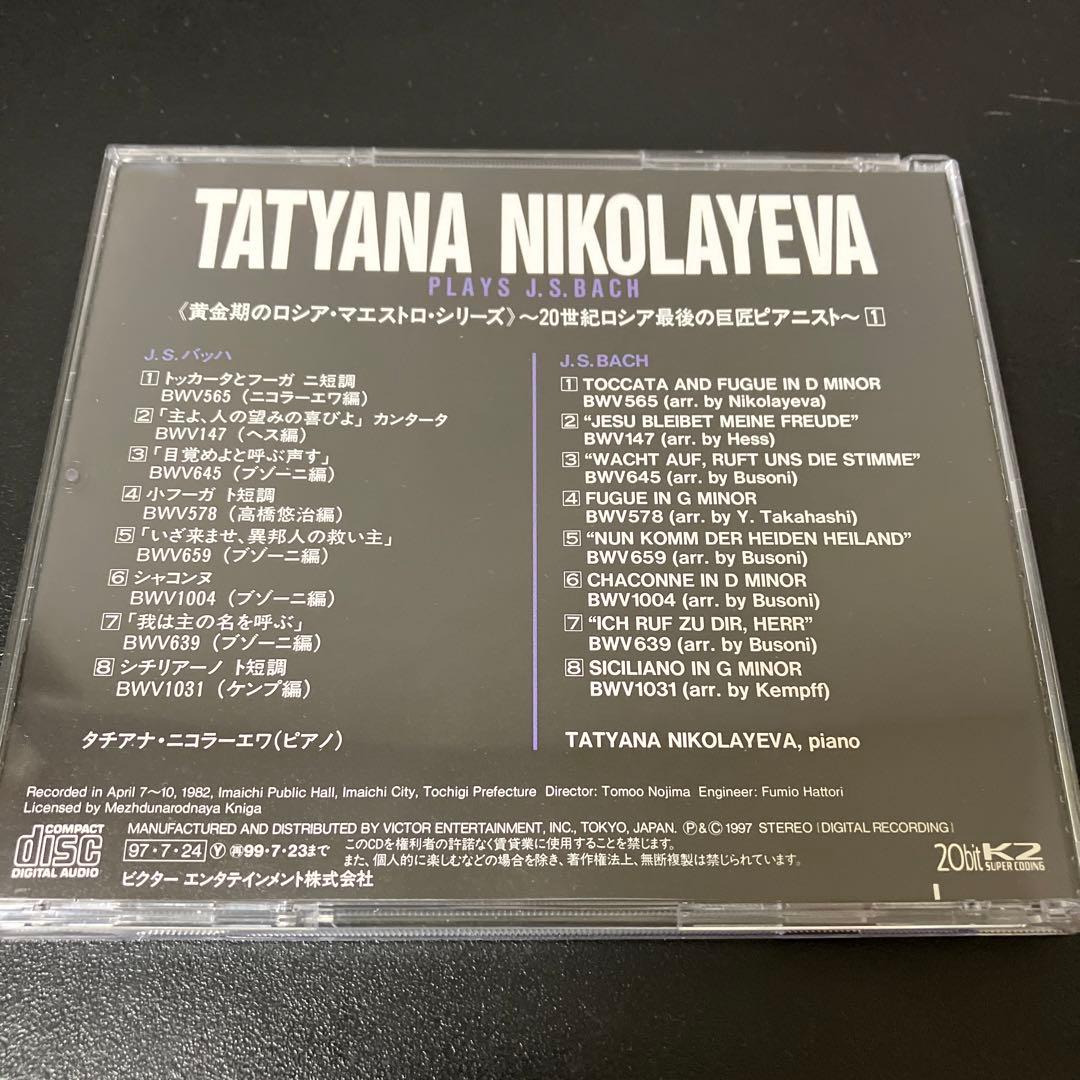 TATYANA NIKOLAYEVA
PLAYS J.S.BACH
《黄金期のロシア・マエストロ・シリーズ》〜20世紀ロシア最後の巨匠ピアニスト〜1
J.S.バッハ
1 トッカータとフーガ ニ短調
BWV565（ニコラーエワ編）
2 「主よ、人の望みの喜びよ」カンタータ
BWV147（ヘス編）
3 「目覚めよと呼ぶ声す」
BWV645（ブゾーニ編）
4 小フーガ ト短調
BWV578（高橋悠治編）
5 「いざ来ませ、異邦人の救い主」
BWV659（ブゾーニ編）
6 シャコンヌ
BWV1004（ブゾーニ編）
7 「我は主の名を呼ぶ」
BWV639（ブゾーニ編）
8 シチリアーノ ト短調
BWV1031（ケンプ編）
タチアナ・ニコラーエワ（ピアノ）
J.S.BACH
1 TOCCATA AND FUGUE IN D MINOR
BWV565 (arr. by Nikolayeva)
2 “JESU BLEIBET MEINE FREUDE”
BWV147 (arr. by Hess)
3 “WACHT AUF, RUFT UNS DIE STIMME”
BWV645 (arr. by Busoni)
4 FUGUE IN G MINOR
BWV578 (arr. by Y. Takahashi)
5 “NUN KOMM DER HEIDEN HEILAND”
BWV659 (arr. by Busoni)
6 CHACONNE IN D MINOR
BWV1004 (arr. by Busoni)
7 “ICH RUF ZU DIR, HERR”
BWV639 (arr. by Busoni)
8 SICILIANO IN G MINOR
BWV1031 (arr. by Kempff)
TATYANA NIKOLAYEVA, piano
Recorded in April 7〜10, 1982, Imaichi Public Hall, Imaichi City, Tochigi Prefecture Director: Tomoo Nojima Engineer: Fumio Hattori
Licensed by Mezhdunarodnaya Kniga
COMPACT
disc
DIGITAL AUDIO
MANUFACTURED AND DISTRIBUTED BY VICTOR ENTERTAINMENT, INC., TOKYO, JAPAN. Ⓟ&© 1997 STEREO [DIGITAL RECORDING]
97・7・24 Ⓨ 再99・7・23まで
このCDを権利者の許諾なく賃貸業に使用することを禁じます。
また、個人的に楽しむなどの場合を除き、著作権法上、無断複製は禁じられています。
ビクター エンタテインメント株式会社
20bit K2
SUPER CODING